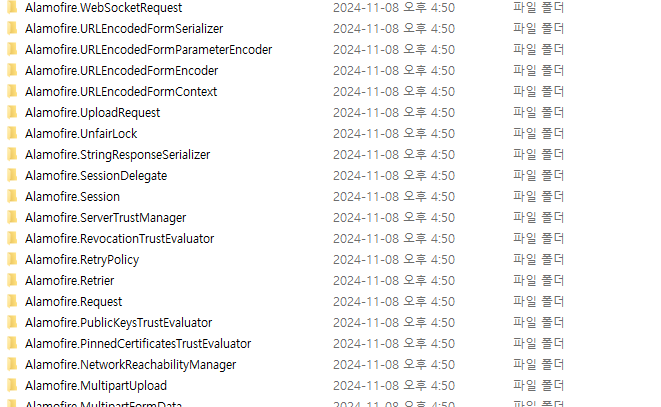 Alamofire.WebSocketRequest 2024-11-08 오후 4:50 파일 폴더
Alamofire.URLEncodedFormSerializer 2024-11-08 오후 4:50 파일 폴더
Alamofire.URLEncodedFormParameterEncoder 2024-11-08 오후 4:50 파일 폴더
Alamofire.URLEncodedFormEncoder 2024-11-08 오후 4:50 파일 폴더
Alamofire.URLEncodedFormContext 2024-11-08 오후 4:50 파일 폴더
Alamofire.UploadRequest 2024-11-08 오후 4:50 파일 폴더
Alamofire.UnfairLock 2024-11-08 오후 4:50 파일 폴더
Alamofire.StringResponseSerializer 2024-11-08 오후 4:50 파일 폴더
Alamofire.SessionDelegate 2024-11-08 오후 4:50 파일 폴더
Alamofire.Session 2024-11-08 오후 4:50 파일 폴더
Alamofire.ServerTrustManager 2024-11-08 오후 4:50 파일 폴더
Alamofire.RevocationTrustEvaluator 2024-11-08 오후 4:50 파일 폴더
Alamofire.RetryPolicy 2024-11-08 오후 4:50 파일 폴더
Alamofire.Retrier 2024-11-08 오후 4:50 파일 폴더
Alamofire.Request 2024-11-08 오후 4:50 파일 폴더
Alamofire.PublicKeysTrustEvaluator 2024-11-08 오후 4:50 파일 폴더
Alamofire.PinnedCertificatesTrustEvaluator 2024-11-08 오후 4:50 파일 폴더
Alamofire.NetworkReachabilityManager 2024-11-08 오후 4:50 파일 폴더
Alamofire.MultipartUpload 2024-11-08 오후 4:50 파일 폴더
Alamofire.MultipartFormData 2024-11-08 오후 4:50 파일 폴더